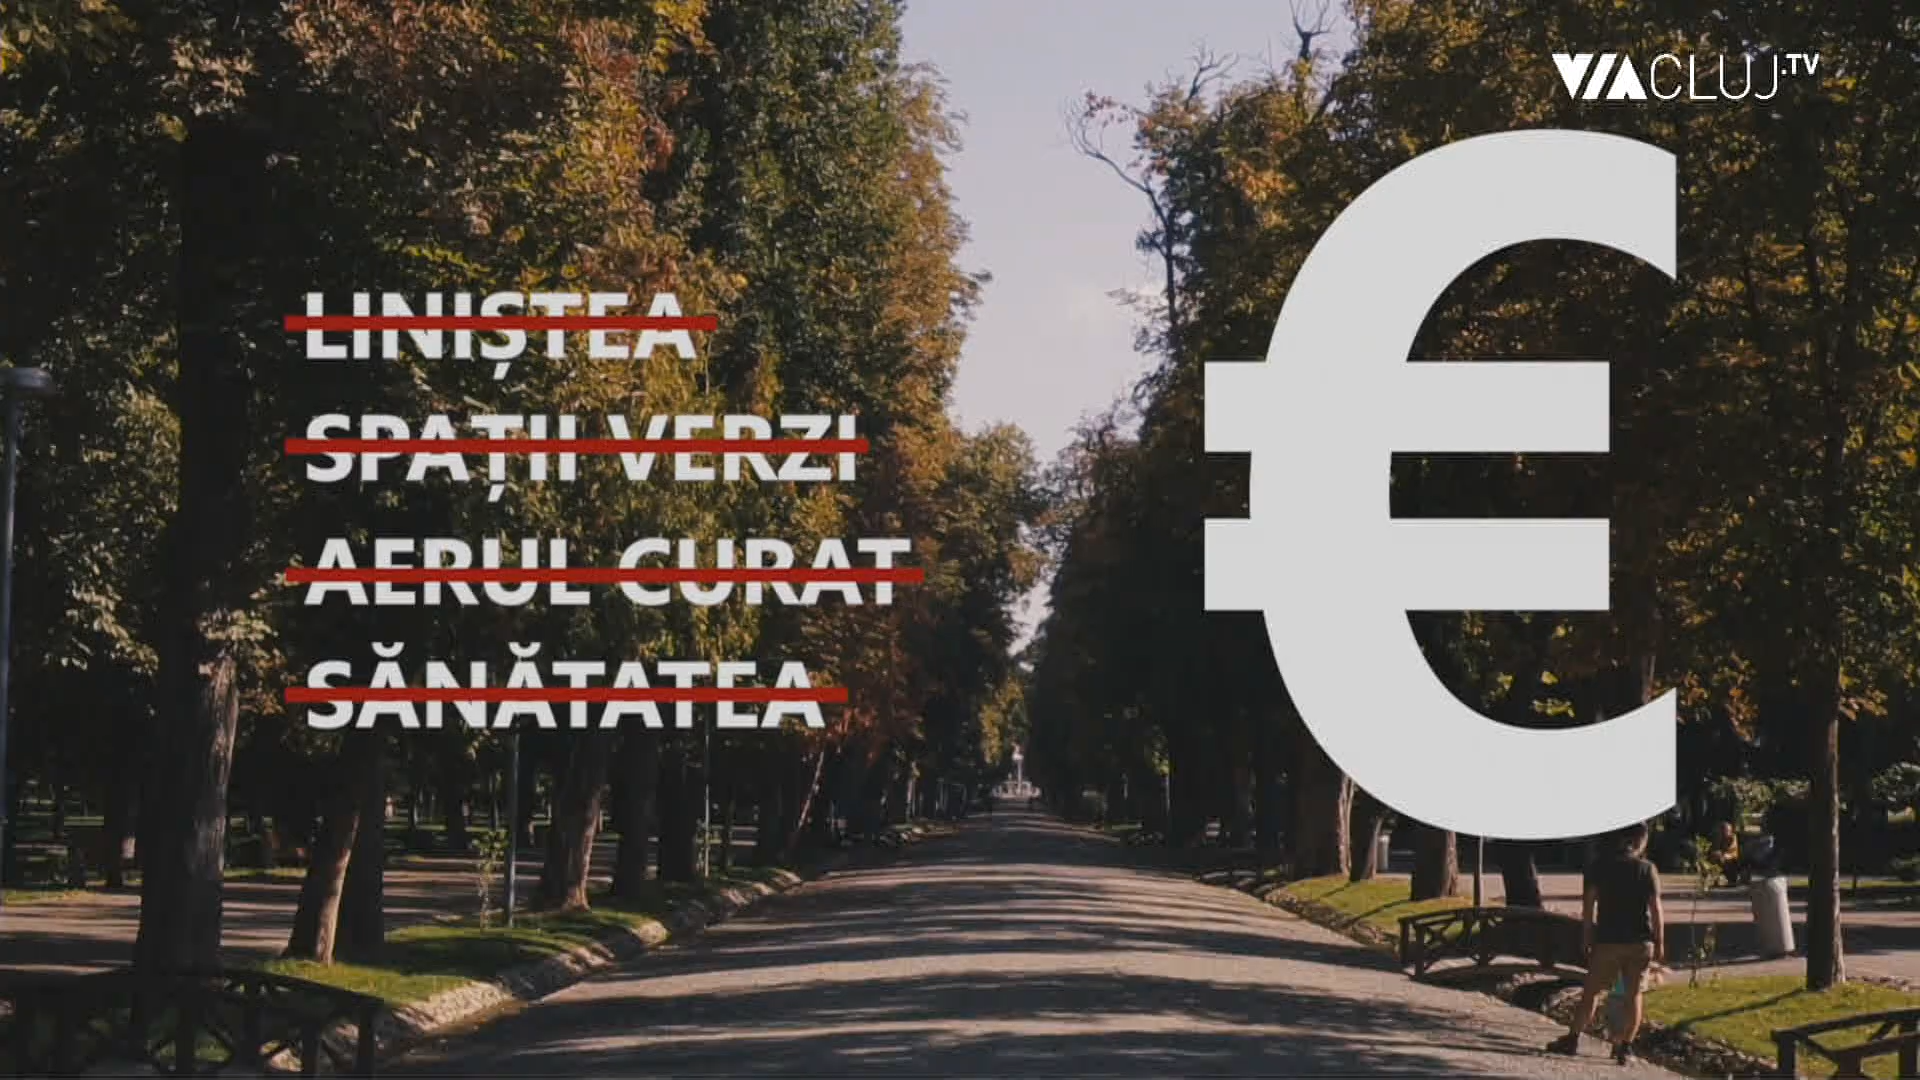 VIACLUJ.TV
LINIȘTEA
SPAȚII VERZI
AERUL CURAT
SĂNĂTATEA
€